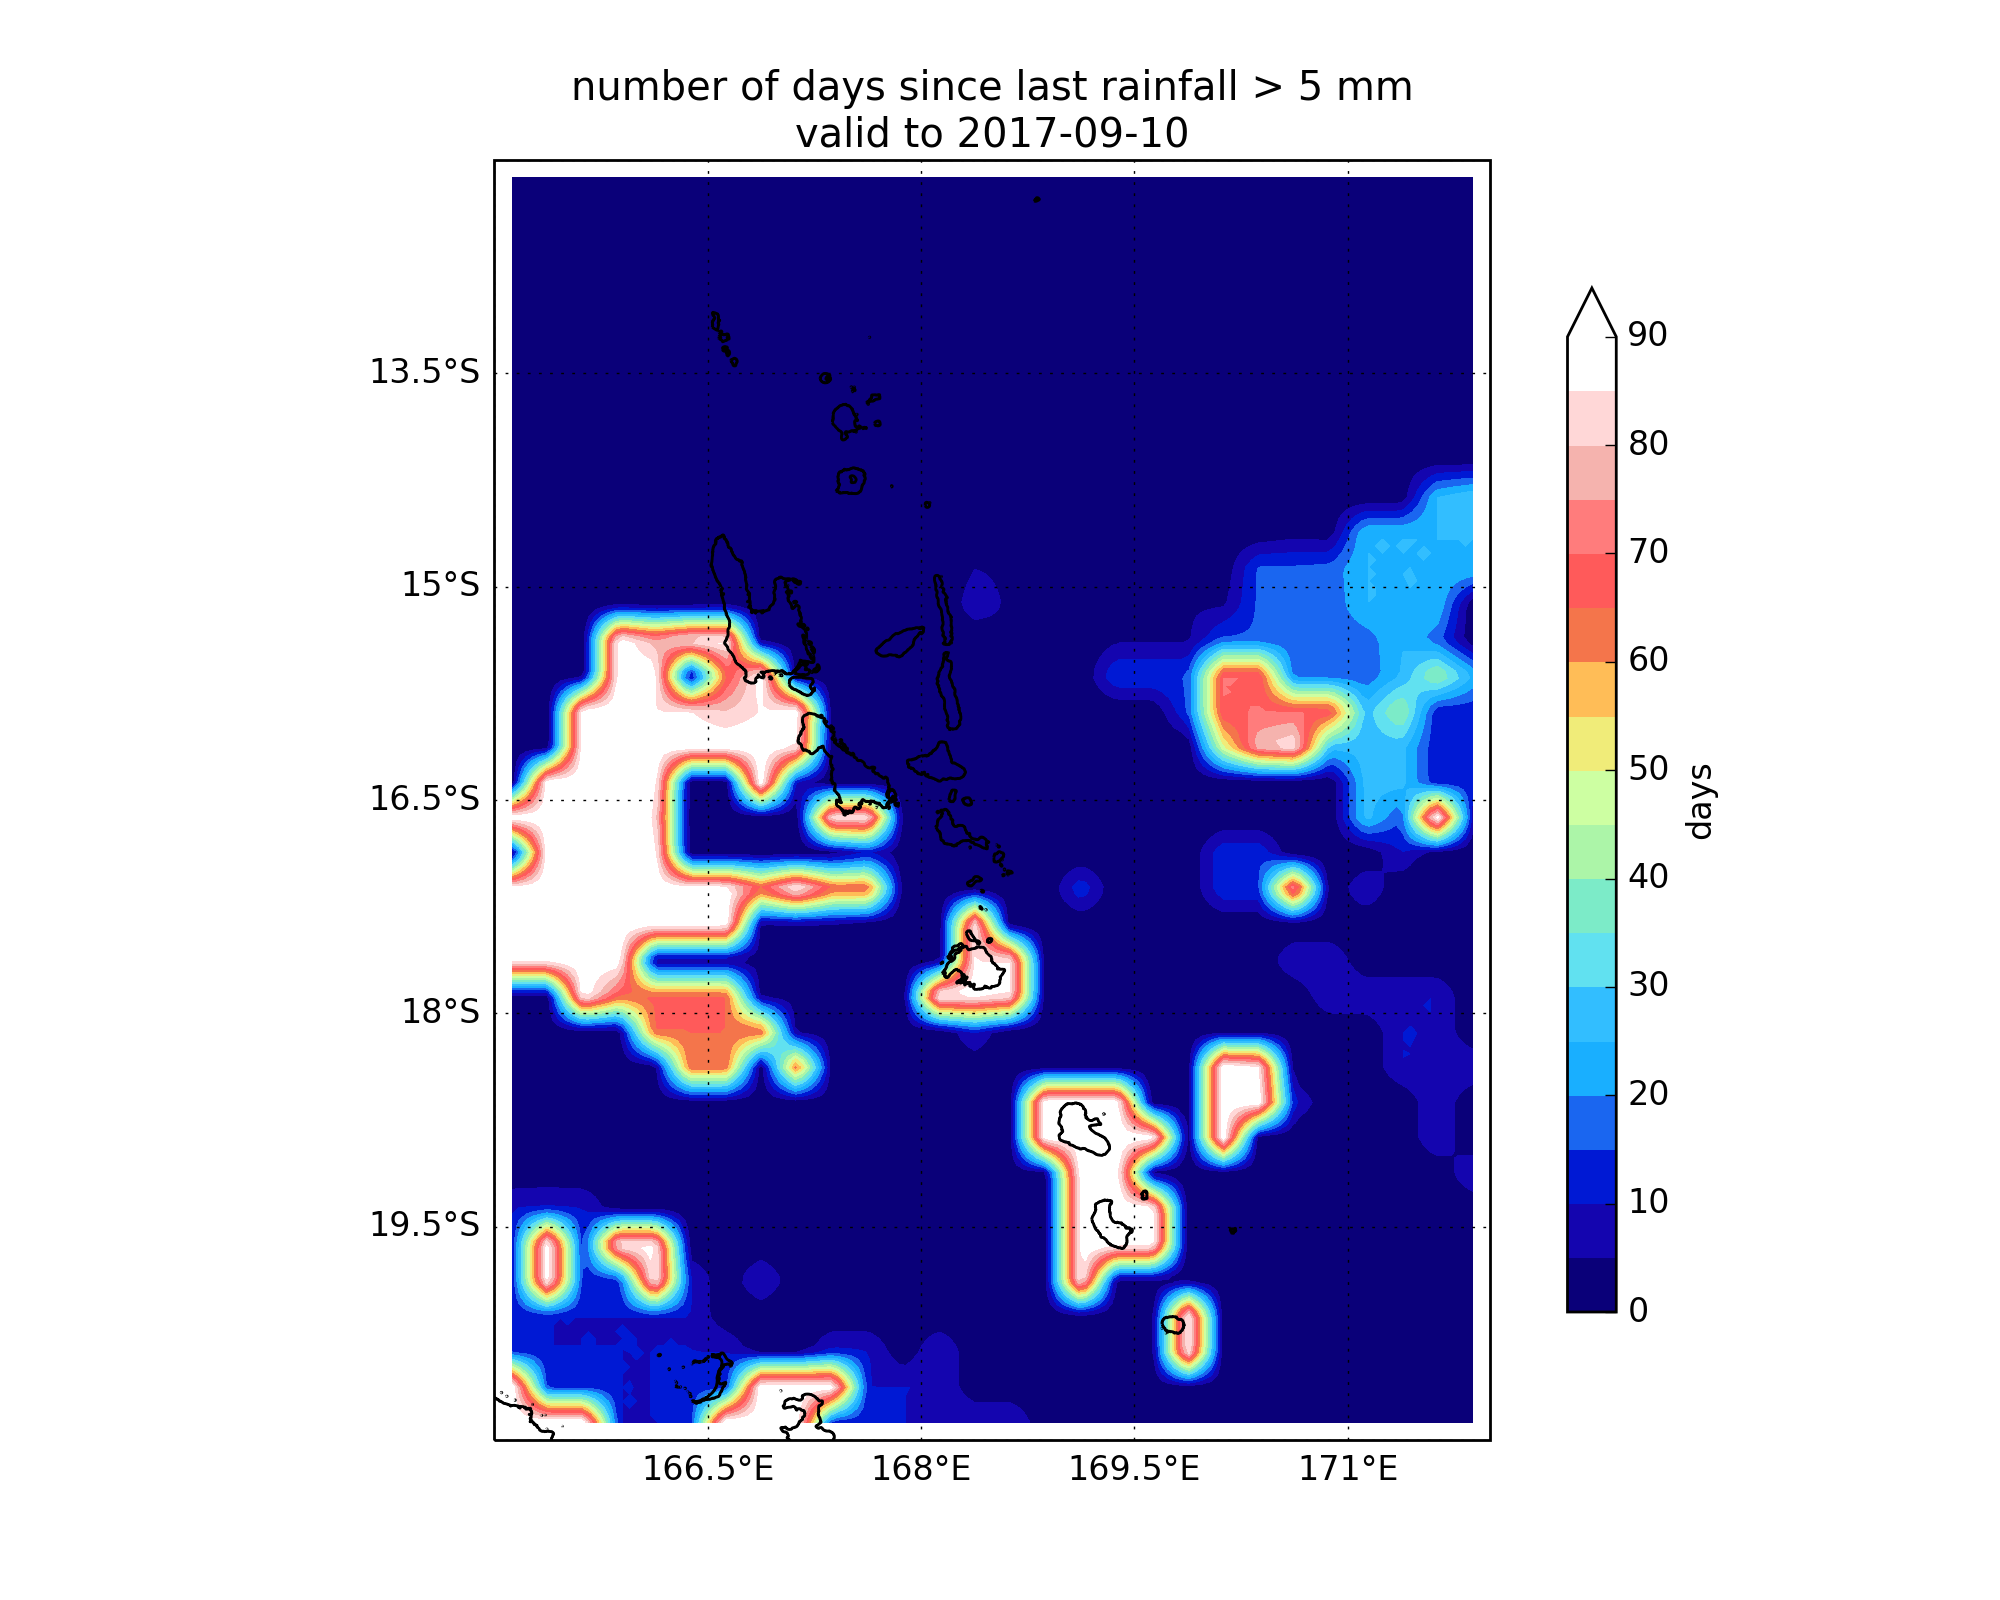 number of days since last rainfall > 5 mm
valid to 2017-09-10
13.5°S
15°S
16.5°S
18°S
19.5°S
166.5°E
168°E
169.5°E
171°E
90
80
70
60
50
40
30
20
10
0
days